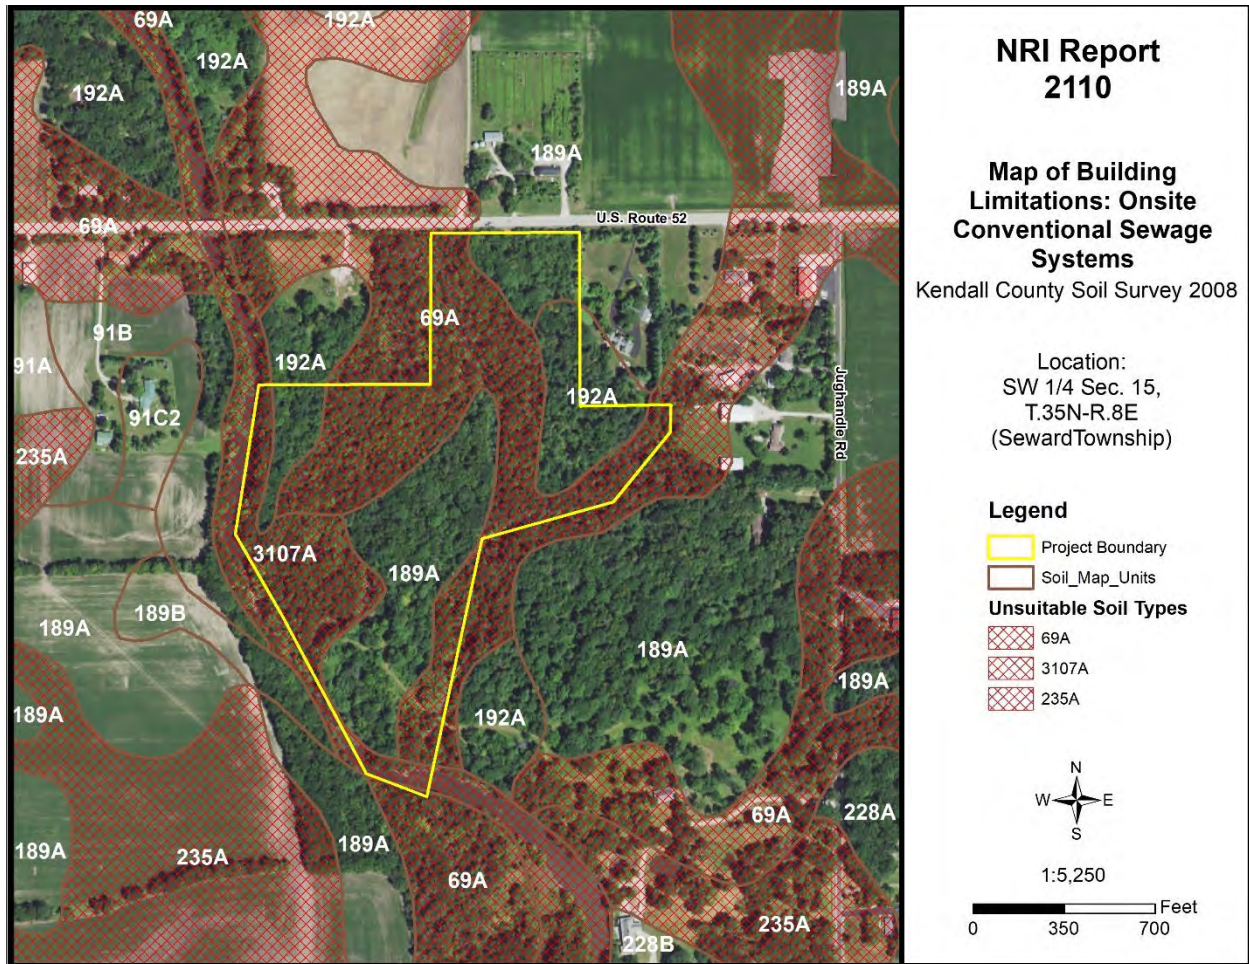 69A
192A
192A
192A
189A
189A
U.S. Route 52
69A
91B
69A
192A
91A
192A
91C2
Jughandle Rd
235A
3107A
189A
189B
189A
189A
189A
189A
192A
228A
69A
189A
189A
235A
69A
235A
228B
NRI Report
2110
Map of Building
Limitations: Onsite
Conventional Sewage
Systems
Kendall County Soil Survey 2008
Location:
SW 1/4 Sec. 15,
T.35N-R.8E
(SewardTownship)
Legend
Project Boundary
Soil_Map_Units
Unsuitable Soil Types
69A
3107A
235A
N
W E
S
1:5,250
Feet
0 350 700